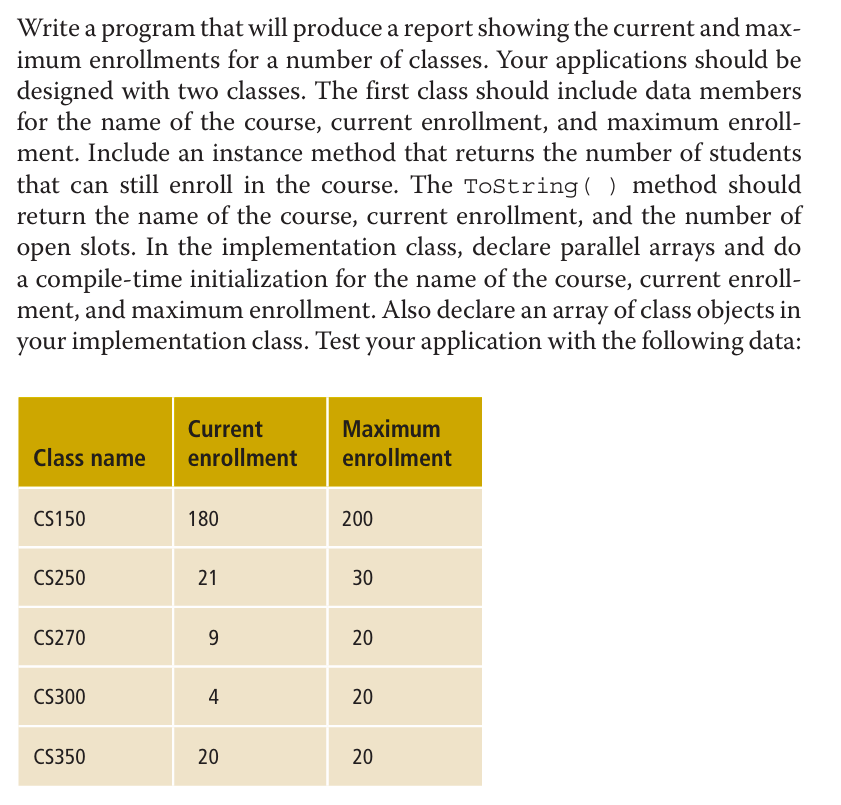 Write a program that will produce a report showing the current and max-
imum enrollments for a number of classes. Your applications should be
designed with two classes. The first class should include data members
for the name of the course, current enrollment, and maximum enroll-
ment. Include an instance method that returns the number of students
that can still enroll in the course. The ToString( ) method should
return the name of the course, current enrollment, and the number of
open slots. In the implementation class, declare parallel arrays and do
a compile-time initialization for the name of the course, current enroll-
ment, and maximum enrollment. Also declare an array of class objects in
your implementation class. Test your application with the following data:
Class name Current enrollment Maximum enrollment
CS150 180 200
CS250 21 30
CS270 9 20
CS300 4 20
CS350 20 20